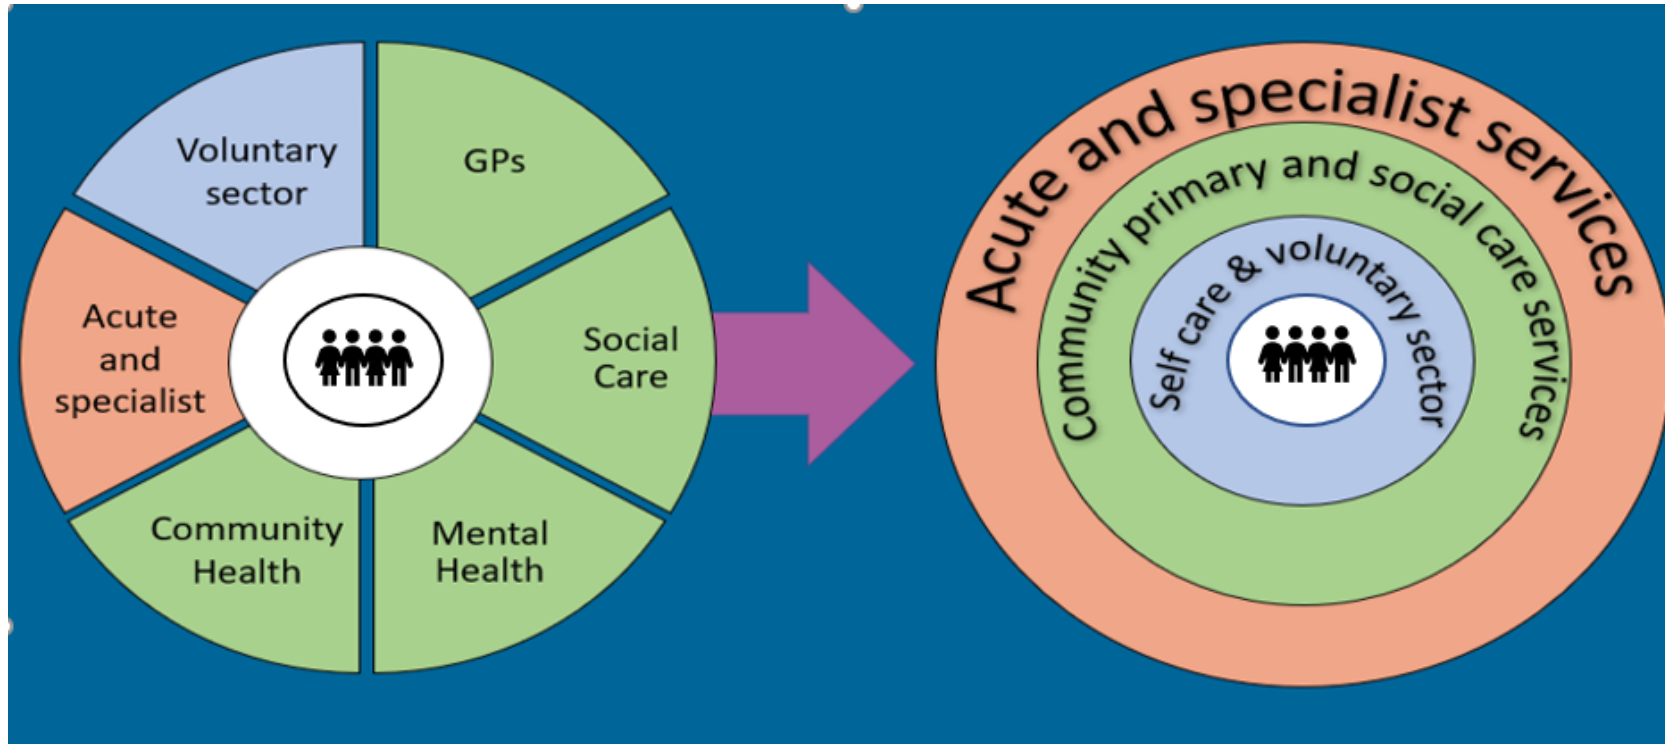 Voluntary
sector
GPs
Acute
and
specialist
Social
Care
Community
Health
Mental
Health
Acute and specialist services
Community primary and social care services
Self care & voluntary sector